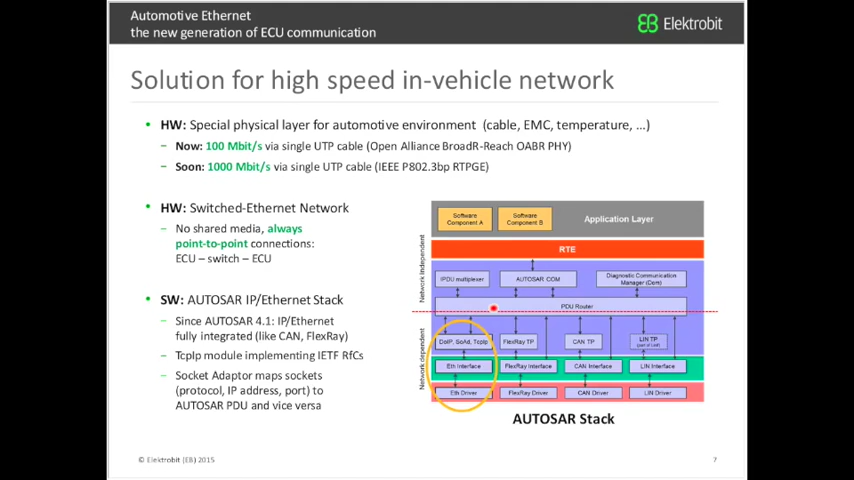 Automotive Ethernet
the new generation of ECU communication
Elektrobit
Solution for high speed in-vehicle network
• HW: Special physical layer for automotive environment (cable, EMC, temperature, ...)
− Now: 100 Mbit/s via single UTP cable (Open Alliance BroadR-Reach OABR PHY)
− Soon: 1000 Mbit/s via single UTP cable (IEEE P802.3bp RTPGE)
• HW: Switched-Ethernet Network
− No shared media, always
point-to-point connections:
ECU – switch – ECU
• SW: AUTOSAR IP/Ethernet Stack
− Since AUTOSAR 4.1: IP/Ethernet
fully integrated (like CAN, FlexRay)
− TcpIp module implementing IETF RfCs
− Socket Adaptor maps sockets
(protocol, IP address, port) to
AUTOSAR PDU and vice versa
Software
Component A
Software
Component B
Application Layer
RTE
Network Independent
IPDU multiplexer
AUTOSAR COM
Diagnostic Communication
Manager (Dcm)
PDU Router
Network dependent
DoIP, SoAd, TcpIp
FlexRay TP
CAN TP
LIN TP
Eth Interface
FlexRay Interface
CAN Interface
LIN Interface
Eth Driver
FlexRay Driver
CAN Driver
LIN Driver
AUTOSAR Stack
© Elektrobit (EB) 2015
7